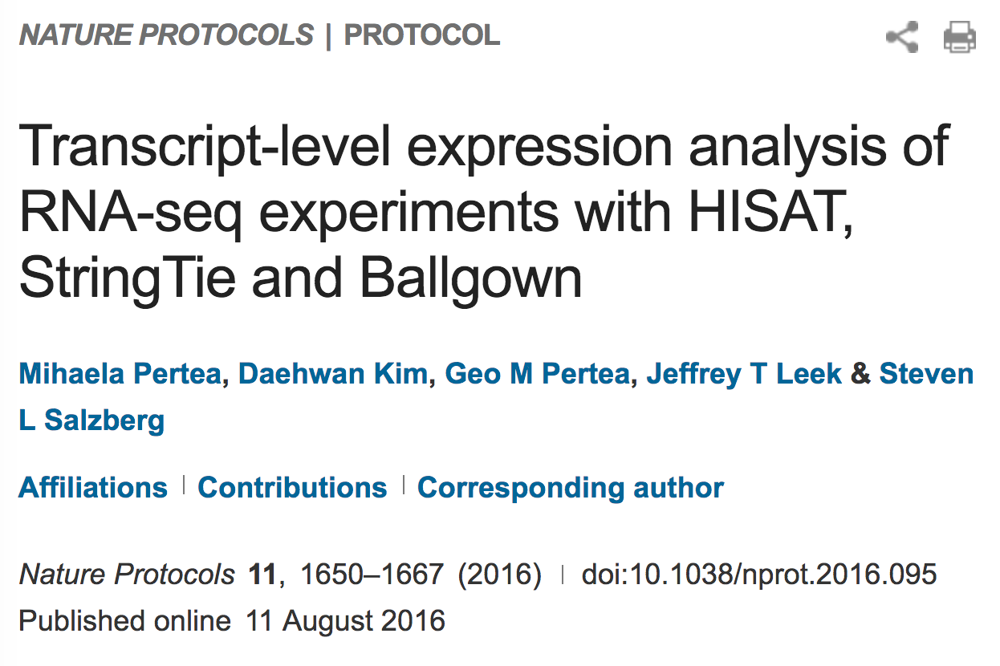 NATURE PROTOCOLS | PROTOCOL
Transcript-level expression analysis of
RNA-seq experiments with HISAT,
StringTie and Ballgown
Mihaela Pertea, Daehwan Kim, Geo M Pertea, Jeffrey T Leek & Steven
L Salzberg
Affiliations | Contributions | Corresponding author
Nature Protocols 11, 1650–1667 (2016) | doi:10.1038/nprot.2016.095
Published online 11 August 2016